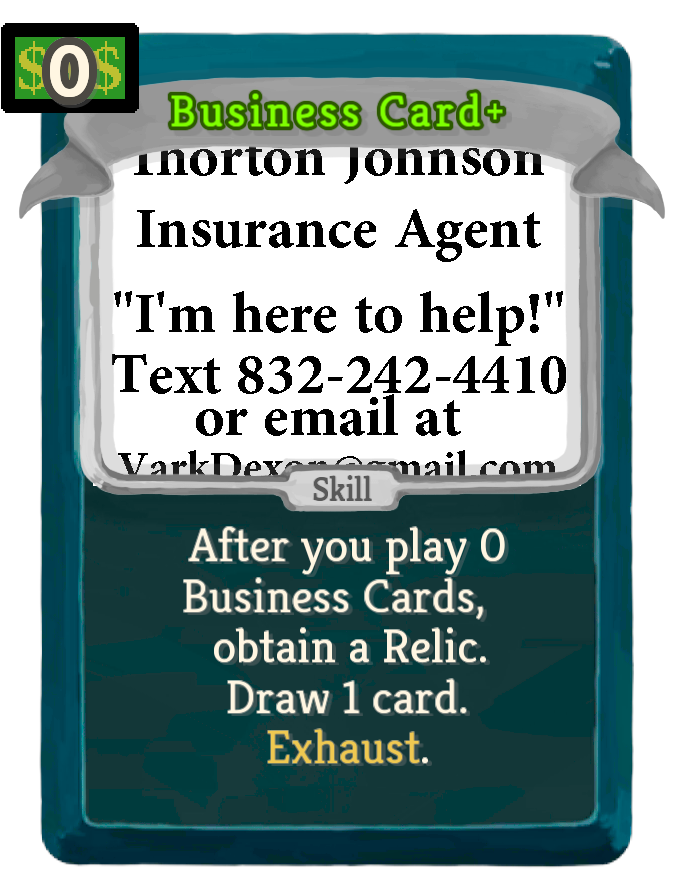 $0$
Business Card+
Thorton Johnson
Insurance Agent
"I'm here to help!"
Text 832-242-4410
or email at
Skill
After you play 0
Business Cards,
obtain a Relic.
Draw 1 card.
Exhaust.